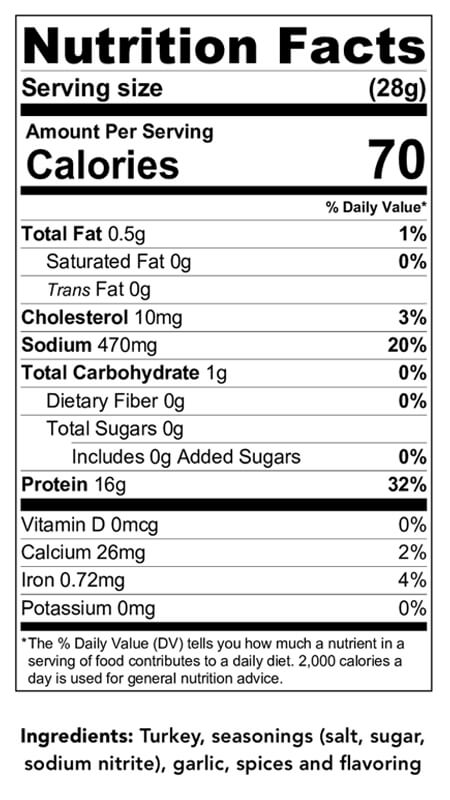 Nutrition Facts
Serving size (28g)
Amount Per Serving
Calories 70
% Daily Value*
Total Fat 0.5g 1%
Saturated Fat 0g 0%
Trans Fat 0g
Cholesterol 10mg 3%
Sodium 470mg 20%
Total Carbohydrate 1g 0%
Dietary Fiber 0g 0%
Total Sugars 0g
Includes 0g Added Sugars 0%
Protein 16g 32%
Vitamin D 0mcg 0%
Calcium 26mg 2%
Iron 0.72mg 4%
Potassium 0mg 0%
*The % Daily Value (DV) tells you how much a nutrient in a
serving of food contributes to a daily diet. 2,000 calories a
day is used for general nutrition advice.
Ingredients: Turkey, seasonings (salt, sugar,
sodium nitrite), garlic, spices and flavoring